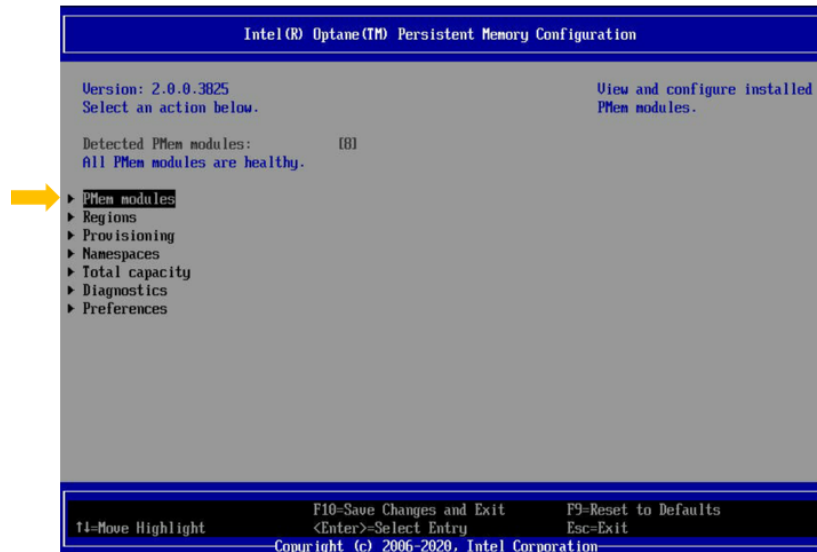 Intel(R) Optane(TM) Persistent Memory Configuration
Version: 2.0.0.3825
Select an action below.
View and configure installed
PMem modules.
Detected PMem modules: [8]
All PMem modules are healthy.
PMem modules
Regions
Provisioning
Namespaces
Total capacity
Diagnostics
Preferences
F10=Save Changes and Exit F9=Reset to Defaults
↑↓=Move Highlight <Enter>=Select Entry Esc=Exit
Copyright (c) 2006-2020, Intel Corporation